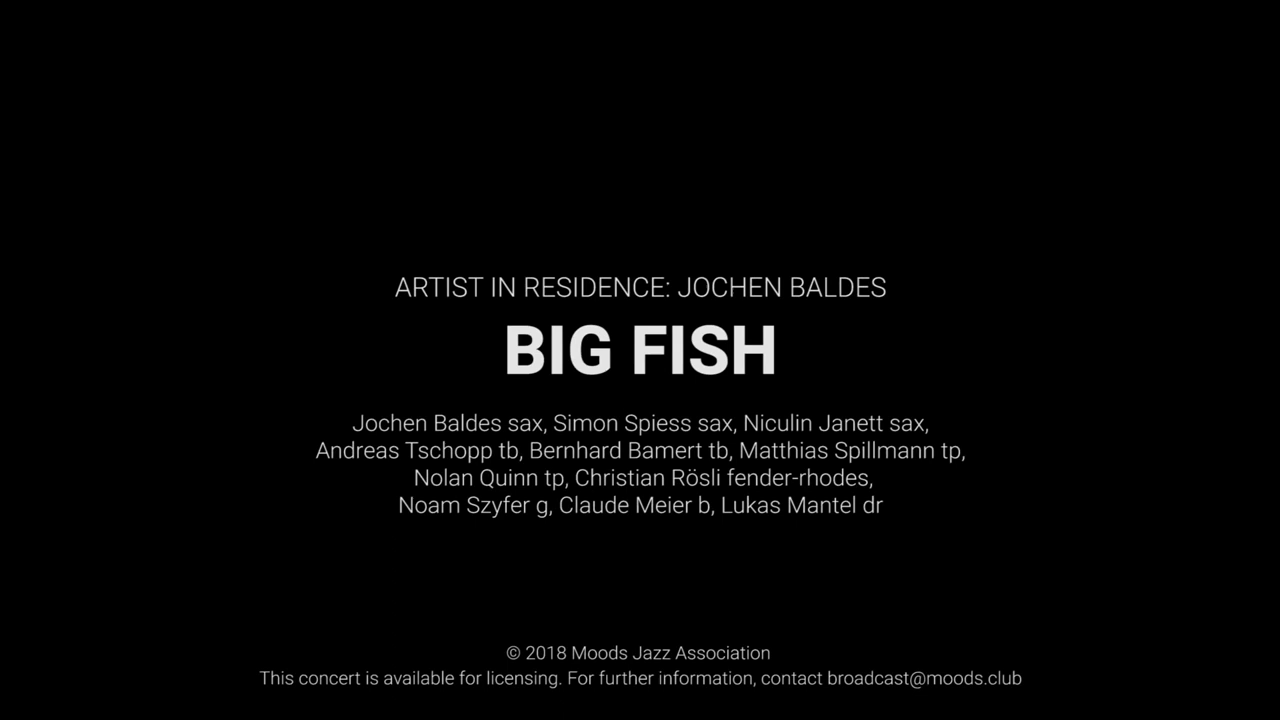 ARTIST IN RESIDENCE: JOCHEN BALDES
BIG FISH
Jochen Baldes sax, Simon Spiess sax, Niculin Janett sax,
Andreas Tschopp tb, Bernhard Bamert tb, Matthias Spillmann tp,
Nolan Quinn tp, Christian Rösli fender-rhodes,
Noam Szyfer g, Claude Meier b, Lukas Mantel dr
© 2018 Moods Jazz Association
This concert is available for licensing. For further information, contact broadcast@moods.club